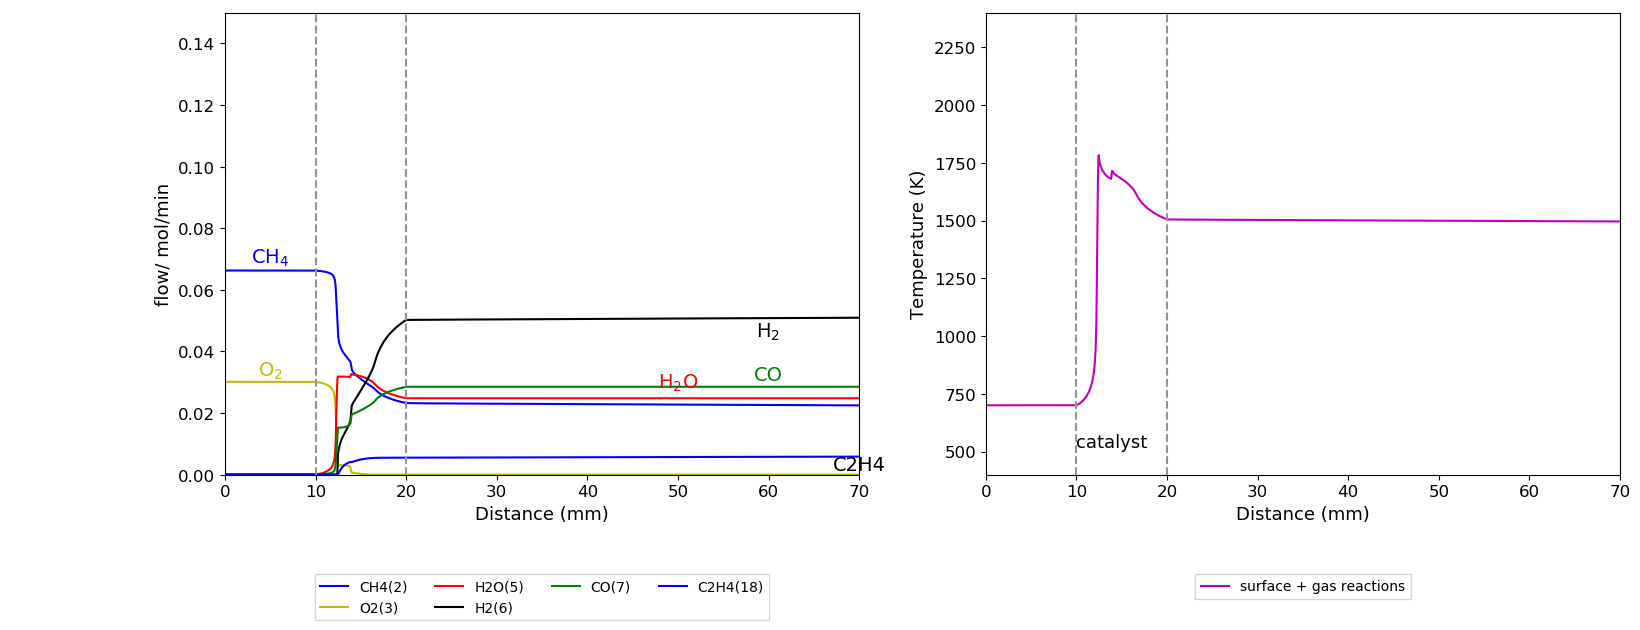 0.14
0.12
0.10
0.08
0.06
0.04
0.02
0.00
flow/ mol/min
CH4
O2
H2
H2O
CO
C2H4
0 10 20 30 40 50 60 70
Distance (mm)
CH4(2) H2O(5) CO(7) C2H4(18)
O2(3) H2(6)
2250
2000
1750
1500
1250
1000
750
500
Temperature (K)
catalyst
0 10 20 30 40 50 60 70
Distance (mm)
surface + gas reactions